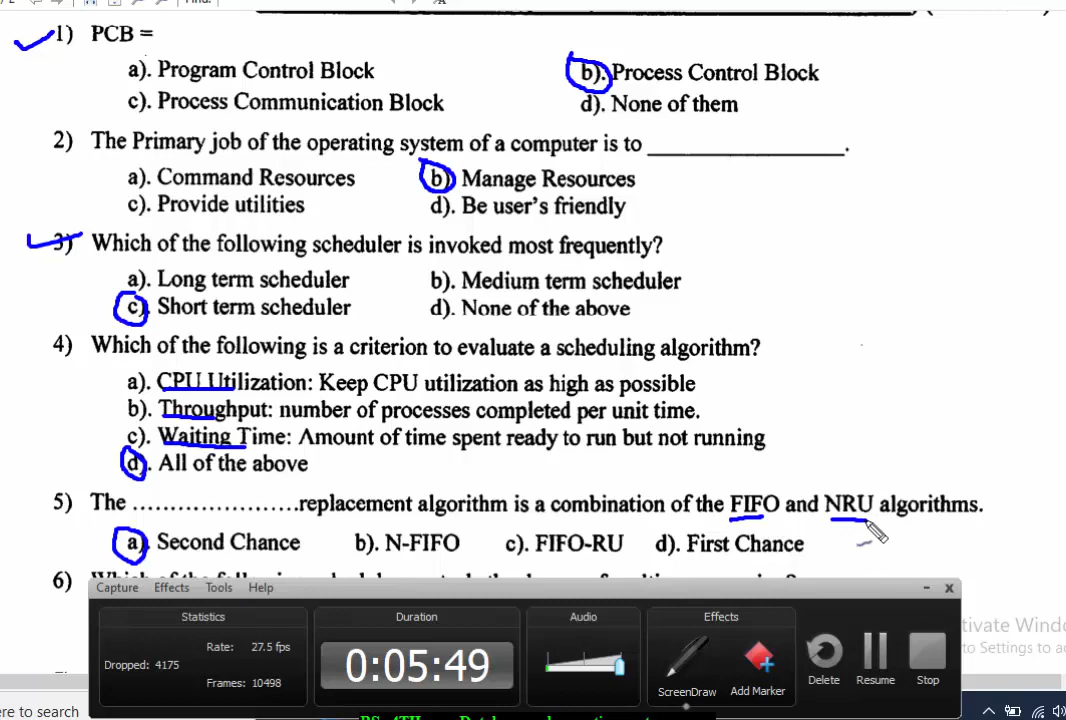 Find:
1) PCB =
a). Program Control Block
b). Process Control Block
c). Process Communication Block
d). None of them
2) The Primary job of the operating system of a computer is to _________________.
a). Command Resources
b) Manage Resources
c). Provide utilities
d). Be user's friendly
3) Which of the following scheduler is invoked most frequently?
a). Long term scheduler
b). Medium term scheduler
c). Short term scheduler
d). None of the above
4) Which of the following is a criterion to evaluate a scheduling algorithm?
a). CPU Utilization: Keep CPU utilization as high as possible
b). Throughput: number of processes completed per unit time.
c). Waiting Time: Amount of time spent ready to run but not running
d. All of the above
5) The ........................replacement algorithm is a combination of the FIFO and NRU algorithms.
a). Second Chance
b). N-FIFO
c). FIFO-RU
d). First Chance
6)
Capture Effects Tools Help
Statistics
Rate: 27.5 fps
Dropped: 4175
Frames: 10498
Duration
0:05:49
Audio
Effects
ScreenDraw
Add Marker
Delete
Resume
Stop
tivate Windo
to Settings to a
ere to search